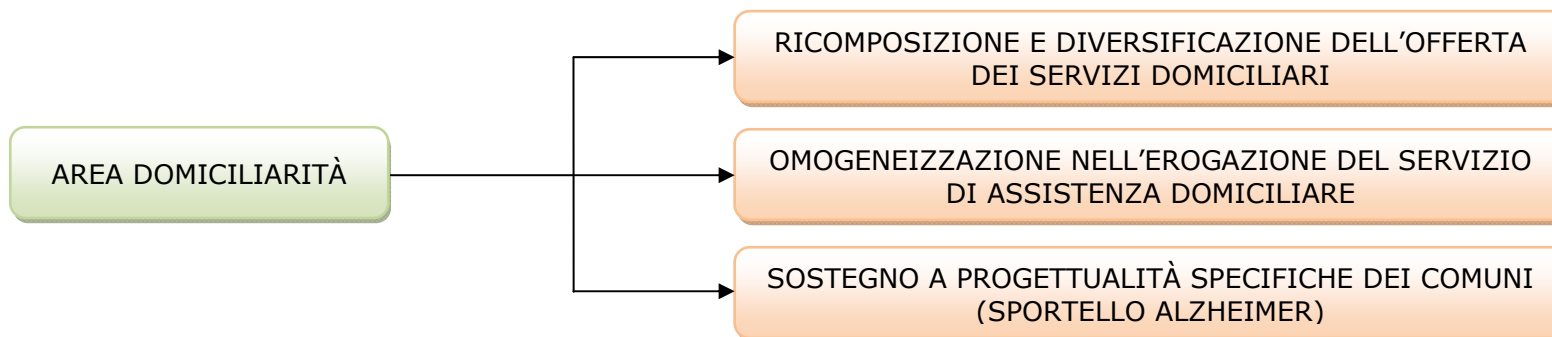 RICOMPOSIZIONE E DIVERSIFICAZIONE DELL’OFFERTA
DEI SERVIZI DOMICILIARI
AREA DOMICILIARITÀ
OMOGENEIZZAZIONE NELL’EROGAZIONE DEL SERVIZIO
DI ASSISTENZA DOMICILIARE
SOSTEGNO A PROGETTUALITÀ SPECIFICHE DEI COMUNI
(SPORTELLO ALZHEIMER)